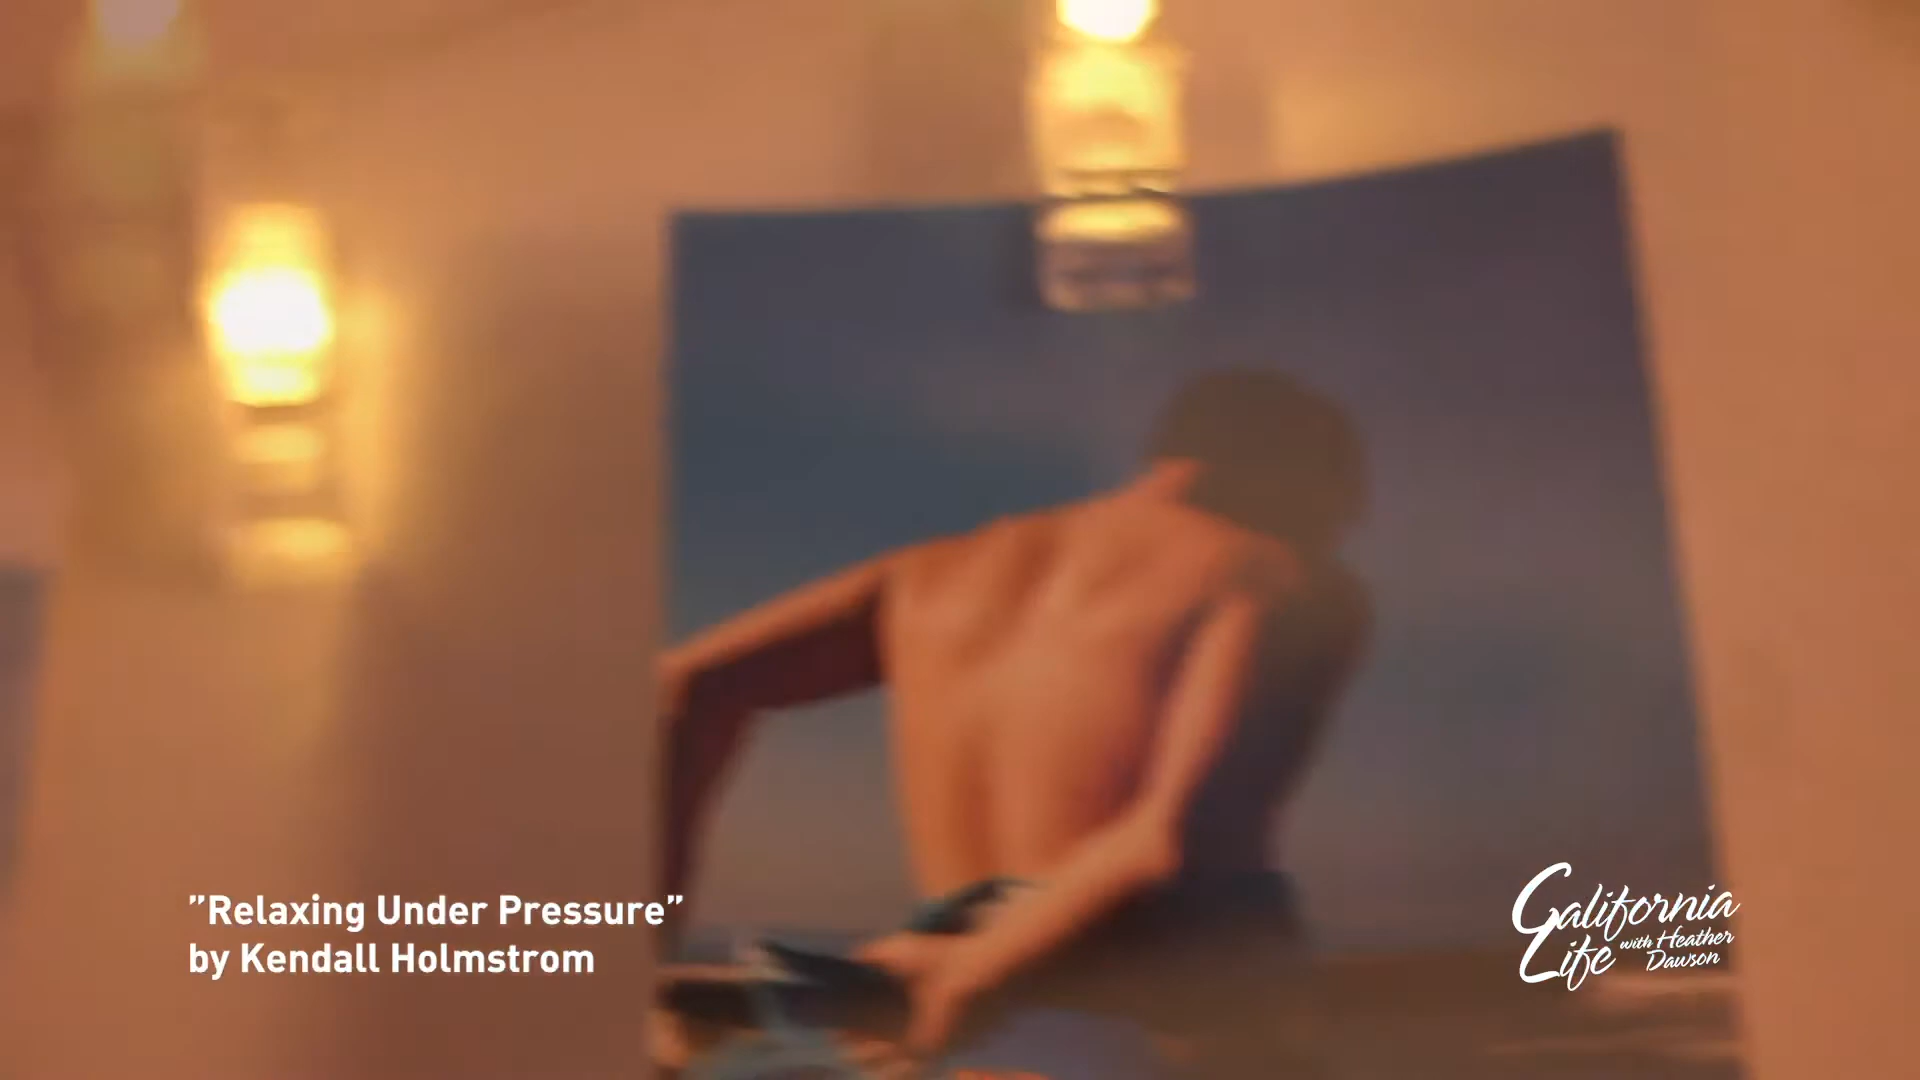 ”Relaxing Under Pressure”
by Kendall Holmstrom
California
Life with Heather
Dawson